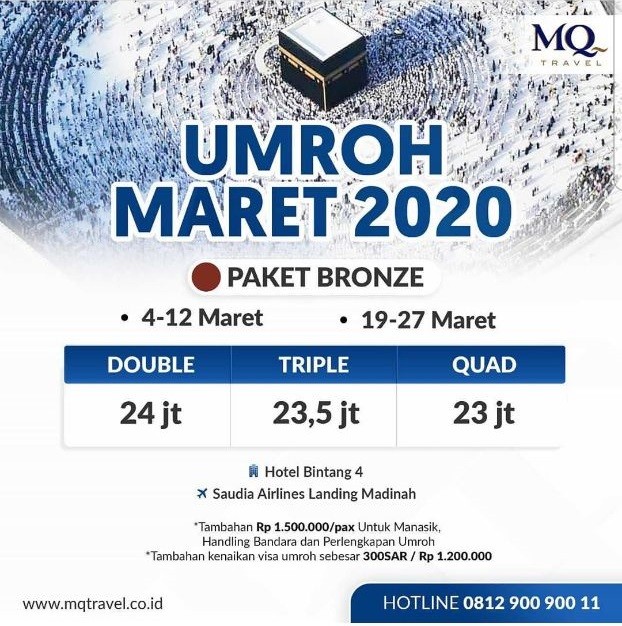 MQ
TRAVEL
UMROH
MARET 2020
PAKET BRONZE
• 4-12 Maret • 19-27 Maret
DOUBLE TRIPLE QUAD
24 jt 23,5 jt 23 jt
Hotel Bintang 4
Saudia Airlines Landing Madinah
*Tambahan Rp 1.500.000/pax Untuk Manasik,
Handling Bandara dan Perlengkapan Umroh
*Tambahan kenaikan visa umroh sebesar 300SAR / Rp 1.200.000
www.mqtravel.co.id HOTLINE 0812 900 900 11